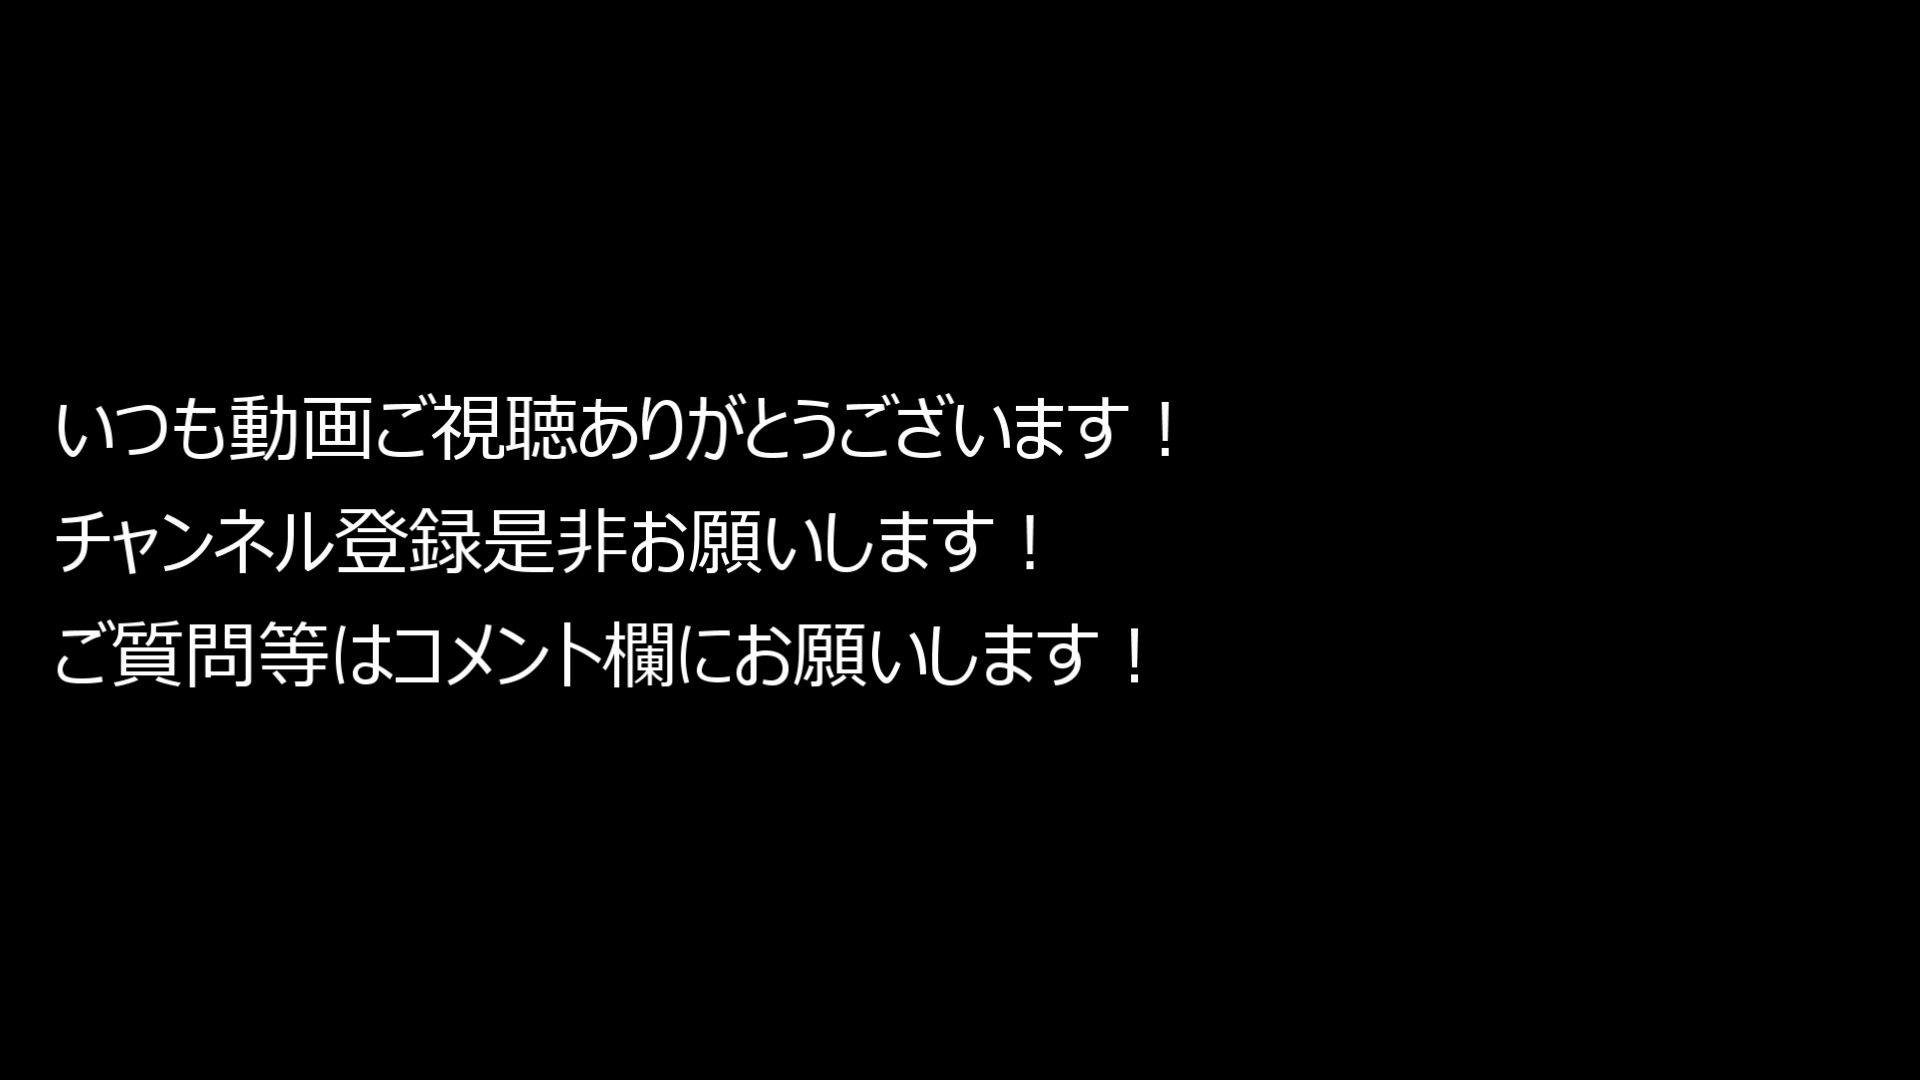 いつも動画ご視聴ありがとうございます！
チャンネル登録是非お願いします！
ご質問等はコメント欄にお願いします！